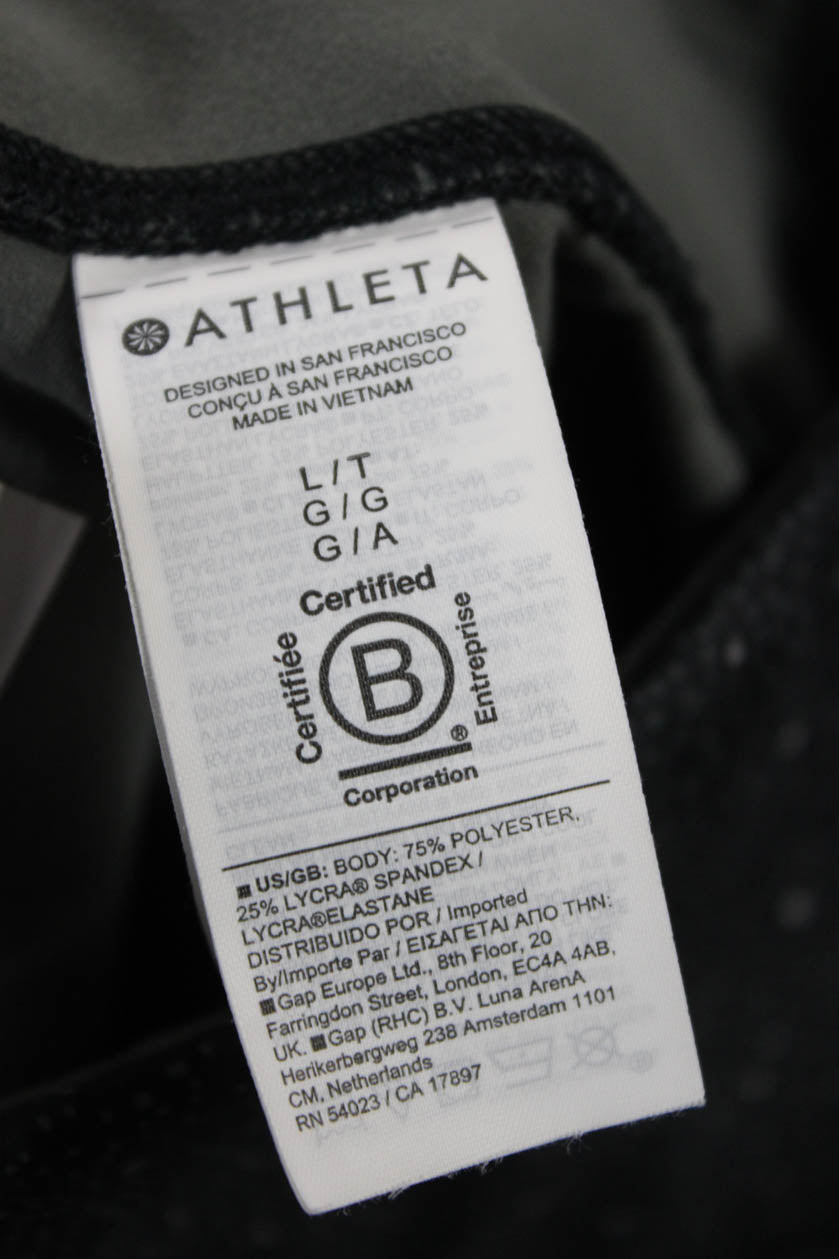 ATHLETA
DESIGNED IN SAN FRANCISCO
CONÇU À SAN FRANCISCO
MADE IN VIETNAM
L / T
G / G
G / A
Certified
Certifiée
B
Entreprise
®
Corporation
US/GB: BODY: 75% POLYESTER,
25% LYCRA® SPANDEX /
LYCRA®ELASTANE
DISTRIBUIDO POR / Imported
By/Importe Par / ΕΙΣΑΓΕΤΑΙ ΑΠΟ ΤΗΝ:
Gap Europe Ltd., 8th Floor, 20
Farringdon Street, London, EC4A 4AB,
UK. Gap (RHC) B.V. Luna ArenA
Herikerbergweg 238 Amsterdam 1101
CM, Netherlands
RN 54023 / CA 17897